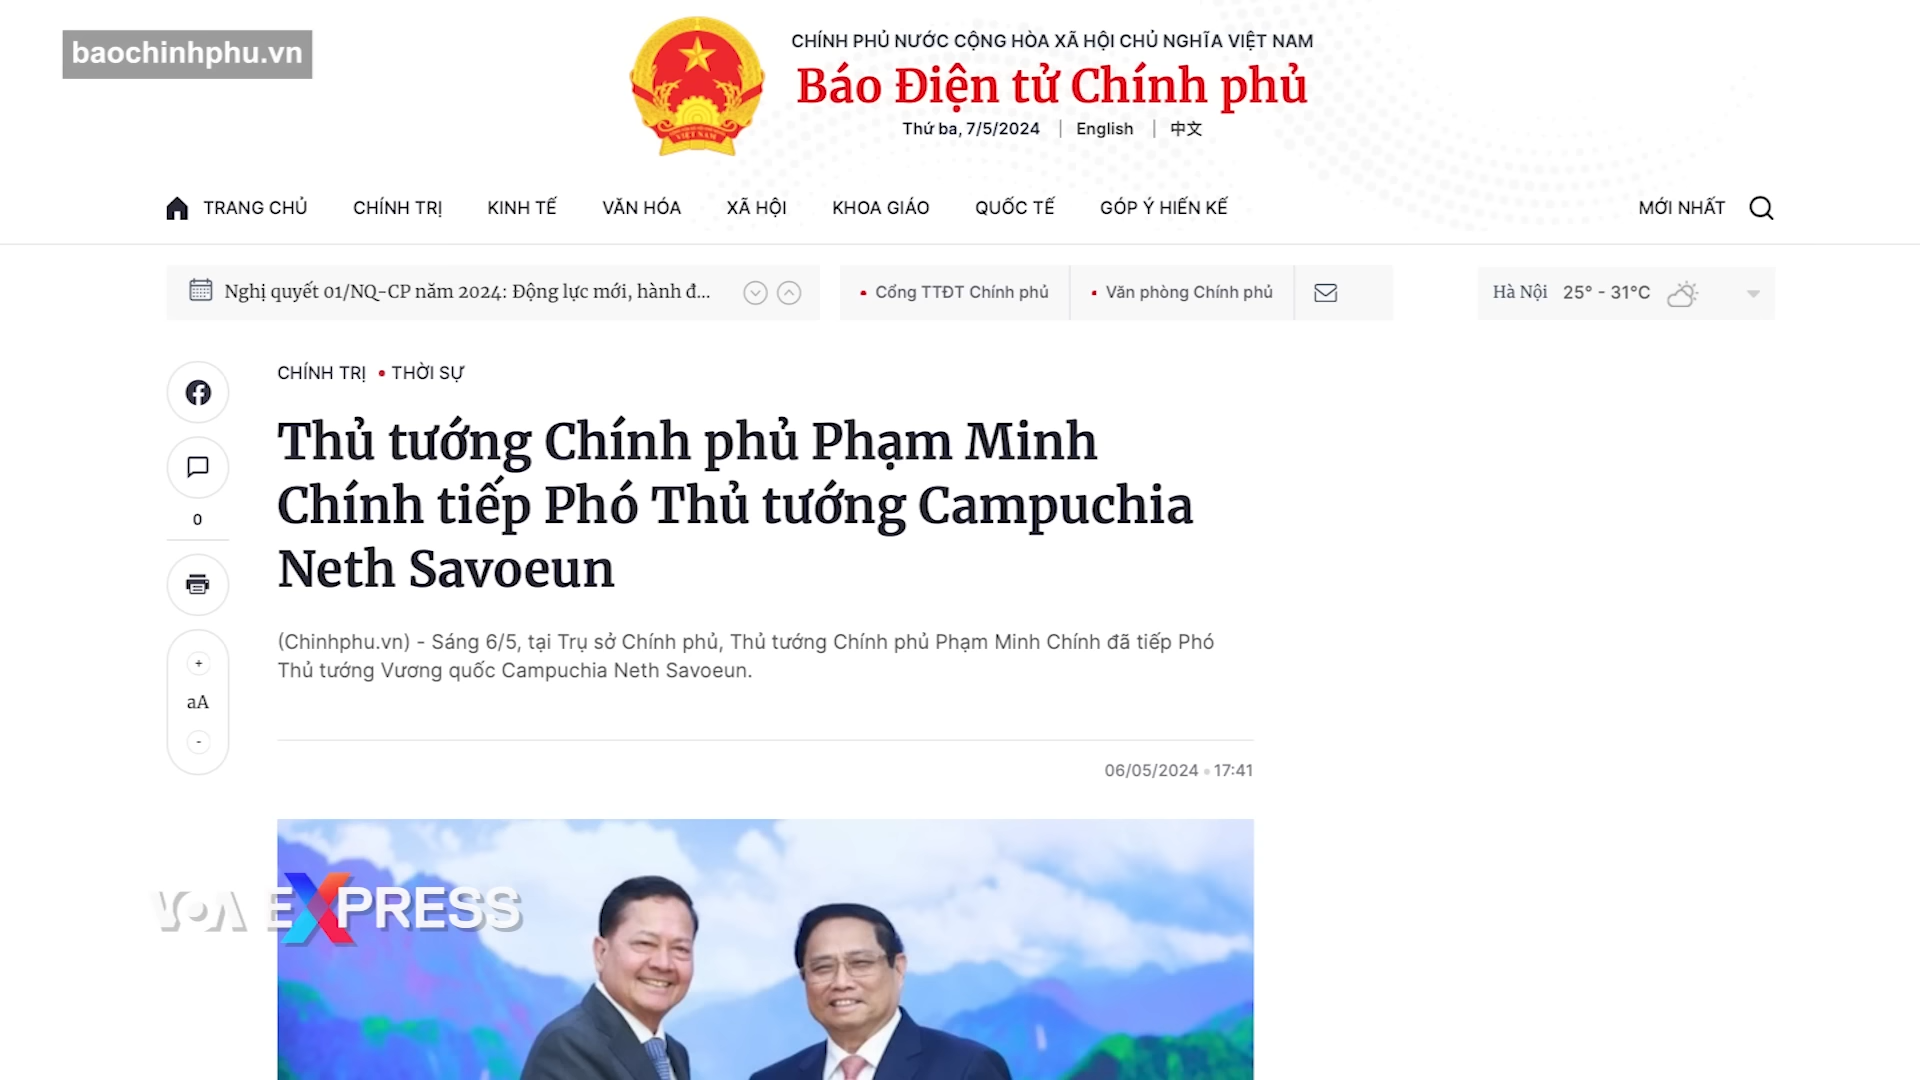 baochinhphu.vn
CHÍNH PHỦ NƯỚC CỘNG HÒA XÃ HỘI CHỦ NGHĨA VIỆT NAM
Báo Điện tử Chính phủ
Thứ ba, 7/5/2024 | English | 中文
VIỆT NAM
TRANG CHỦ CHÍNH TRỊ KINH TẾ VĂN HÓA XÃ HỘI KHOA GIÁO QUỐC TẾ GÓP Ý HIẾN KẾ MỚI NHẤT
Nghị quyết 01/NQ-CP năm 2024: Động lực mới, hành đ... • Cổng TTĐT Chính phủ • Văn phòng Chính phủ Hà Nội 25° - 31°C
CHÍNH TRỊ • THỜI SỰ
Thủ tướng Chính phủ Phạm Minh
Chính tiếp Phó Thủ tướng Campuchia
Neth Savoeun
0
(Chinhphu.vn) - Sáng 6/5, tại Trụ sở Chính phủ, Thủ tướng Chính phủ Phạm Minh Chính đã tiếp Phó
Thủ tướng Vương quốc Campuchia Neth Savoeun.
+
aA
-
06/05/2024 • 17:41
VOA EXPRESS